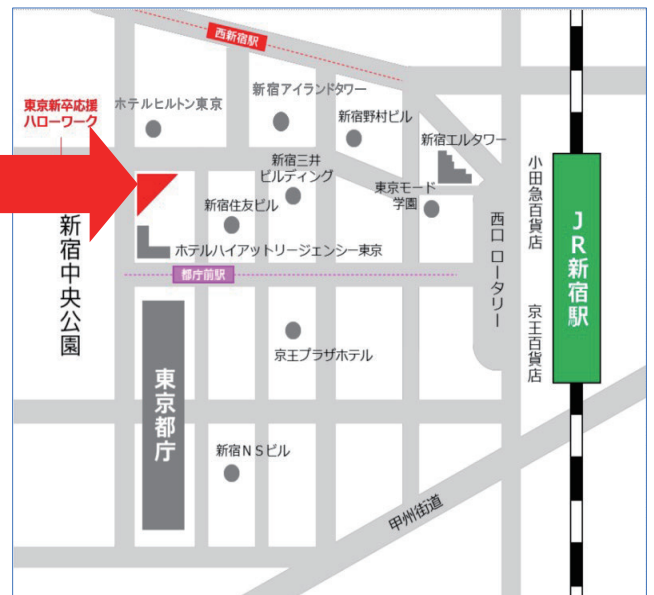 西新宿駅
東京新卒応援
ハローワーク
ホテルヒルトン東京
新宿アイランドタワー
新宿野村ビル
新宿エルタワー
新宿三井
ビルディング
東京モード
学園
新宿住友ビル
ホテルハイアットリージェンシー東京
都庁前駅
新宿中央公園
小田急百貨店
西口 ロータリー
JR新宿駅
京王百貨店
京王プラザホテル
東京都庁
新宿NSビル
甲州街道